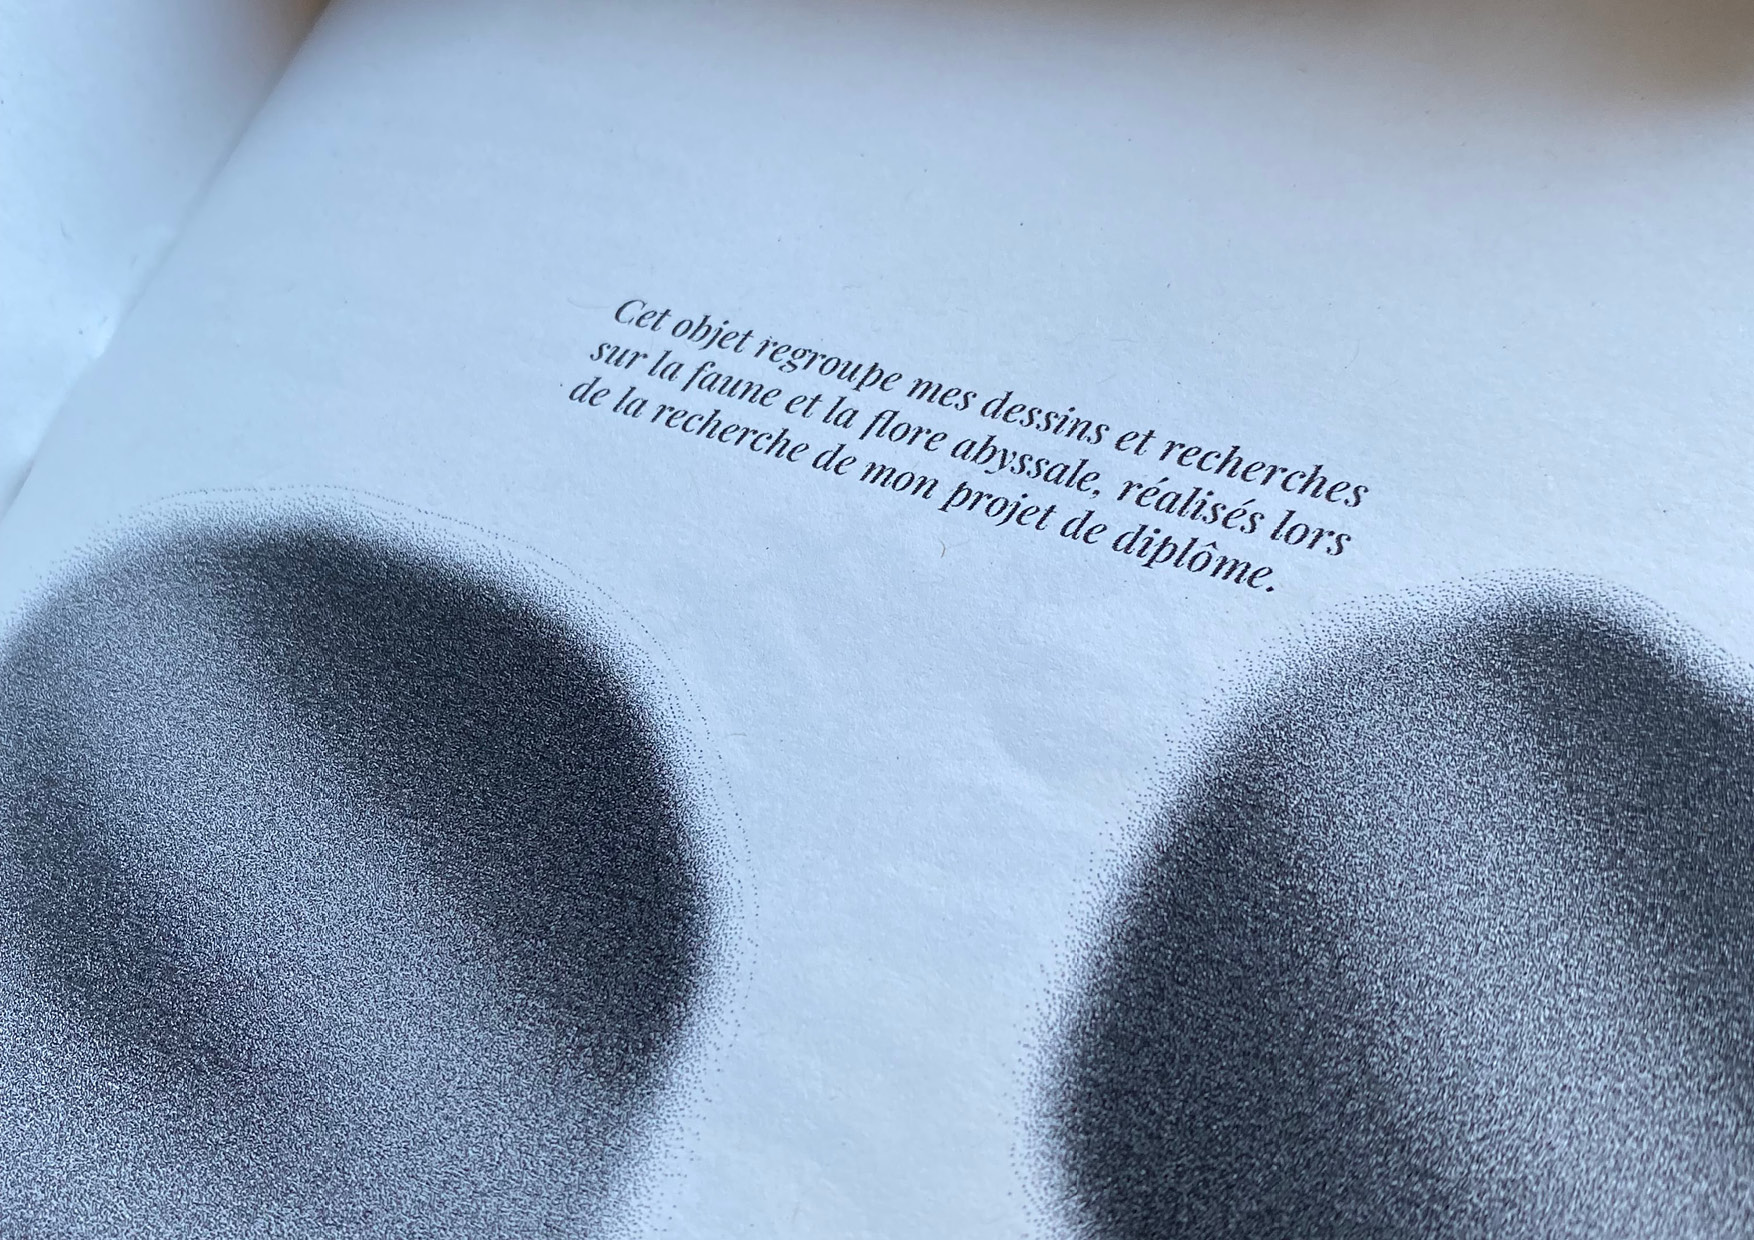 Cet objet regroupe mes dessins et recherches
sur la faune et la flore abyssale, réalisés lors
de la recherche de mon projet de diplôme.